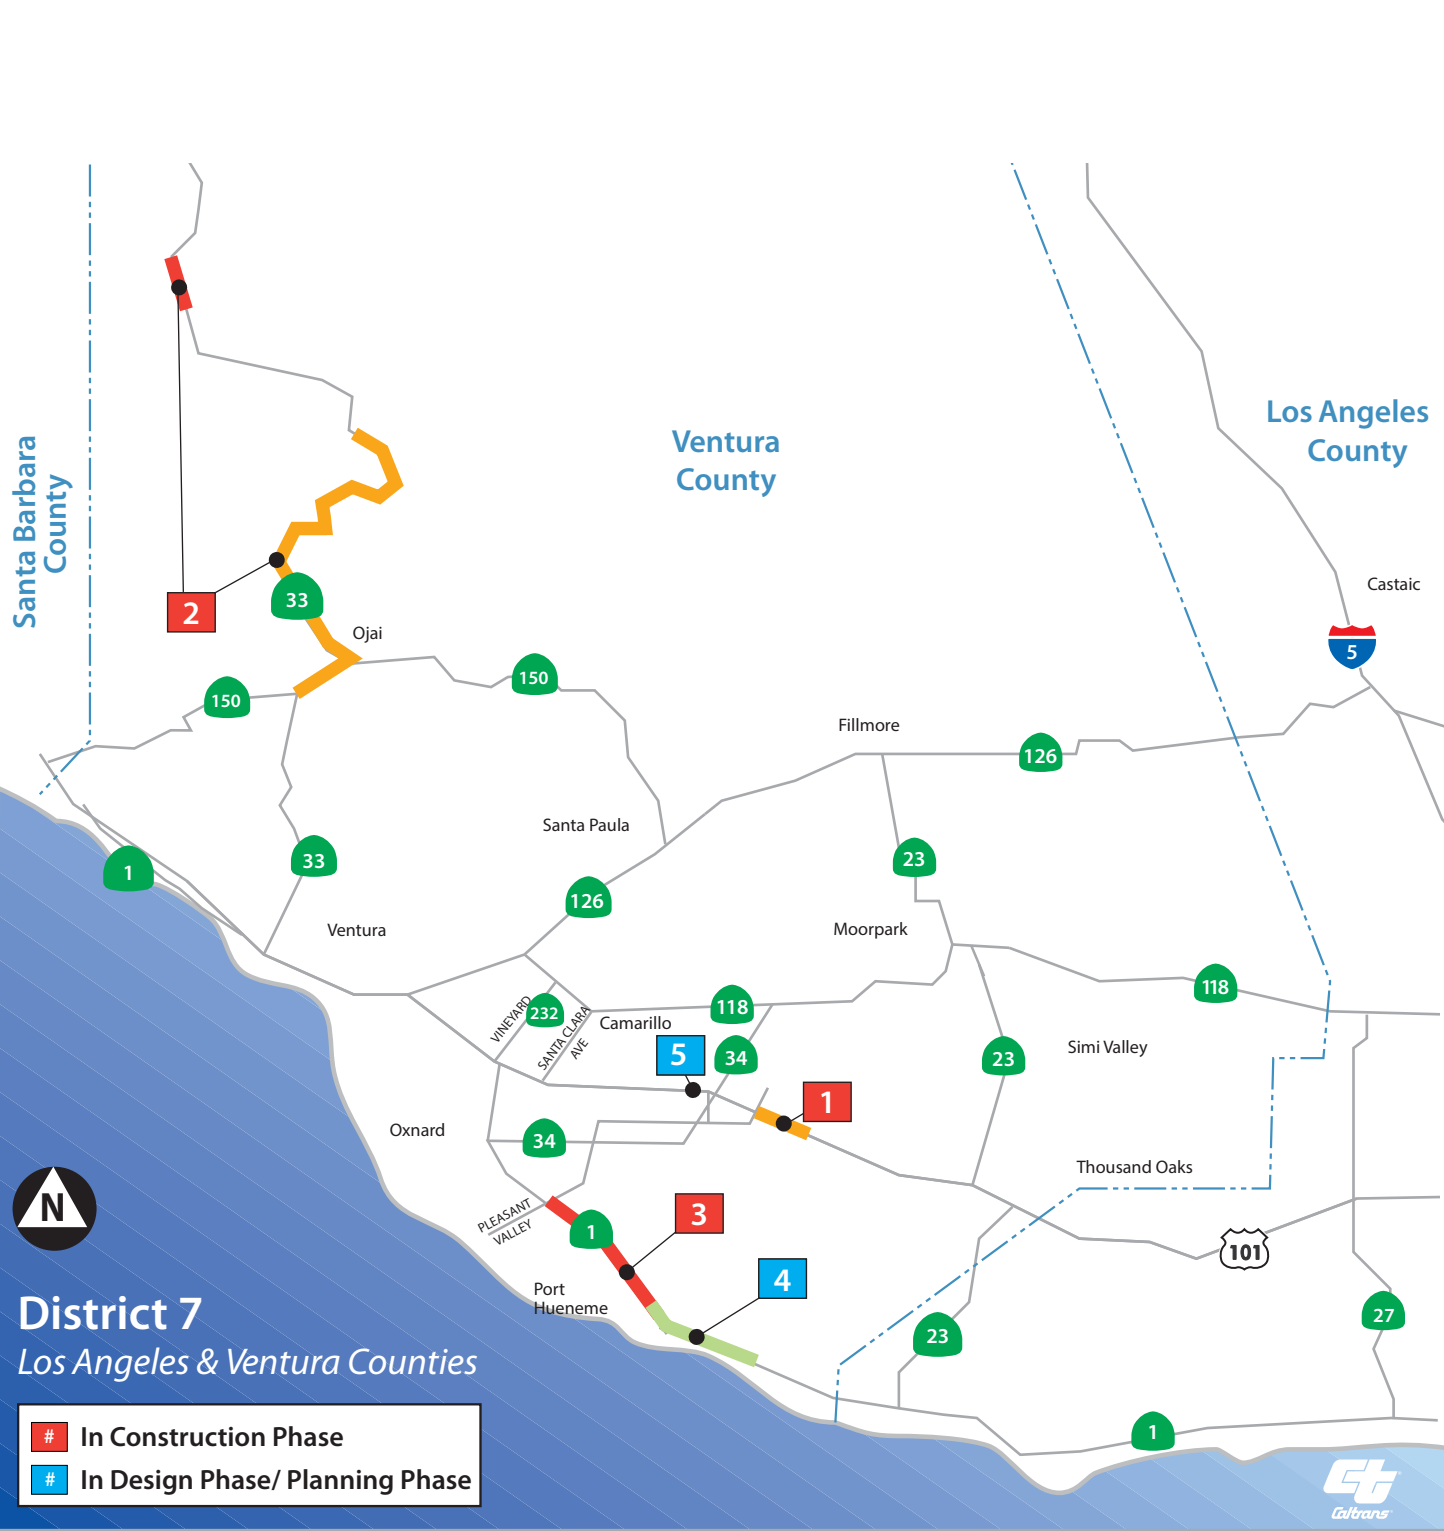 Los Angeles
County
Ventura
County
Santa Barbara
County
Castaic
5
2
33
Ojai
150
150
Fillmore
126
Santa Paula
1
33
23
126
Ventura
Moorpark
118
VINEYARD
232
SANTA CLARA
AVE
118
Camarillo
5
34
23
Simi Valley
1
Oxnard
34
Thousand Oaks
N
PLEASANT
VALLEY
1
3
101
4
Port
Hueneme
23
27
1
District 7
Los Angeles & Ventura Counties
# In Construction Phase
# In Design Phase/ Planning Phase
Caltrans